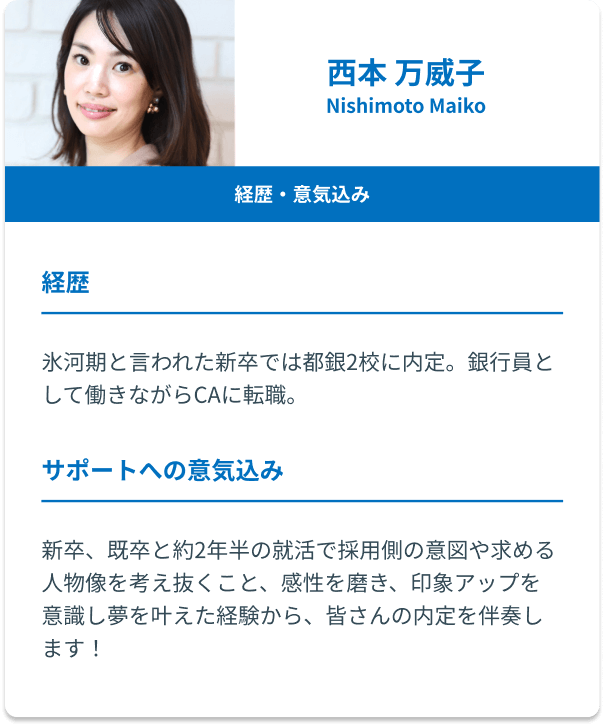 西本 万威子
Nishimoto Maiko
経歴・意気込み
経歴
氷河期と言われた新卒では都銀2校に内定。銀行員と
して働きながらCAに転職。
サポートへの意気込み
新卒、既卒と約2年半の就活で採用側の意図や求める
人物像を考え抜くこと、感性を磨き、印象アップを
意識し夢を叶えた経験から、皆さんの内定を伴奏し
ます！